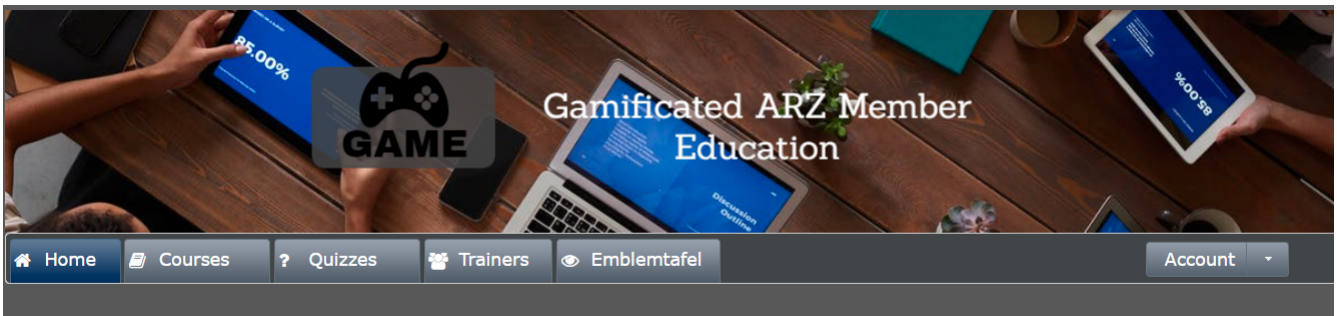 85.00%
GAME
Gamificated ARZ Member
Education
Discussion
Outline
85.00%
Home
Courses
? Quizzes
Trainers
Emblemtafel
Account